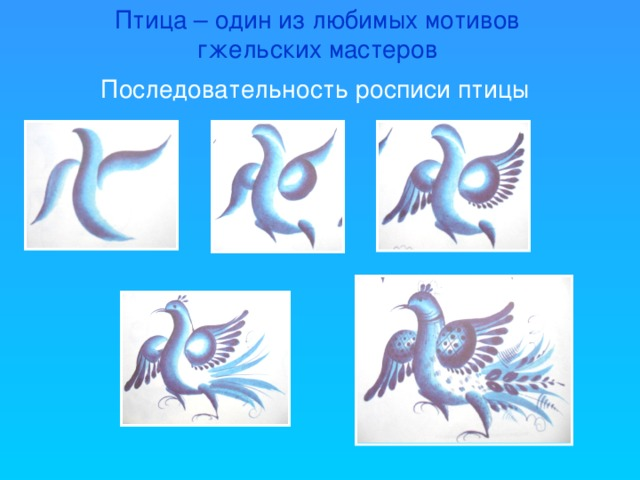 Птица – один из любимых мотивов
гжельских мастеров
Последовательность росписи птицы